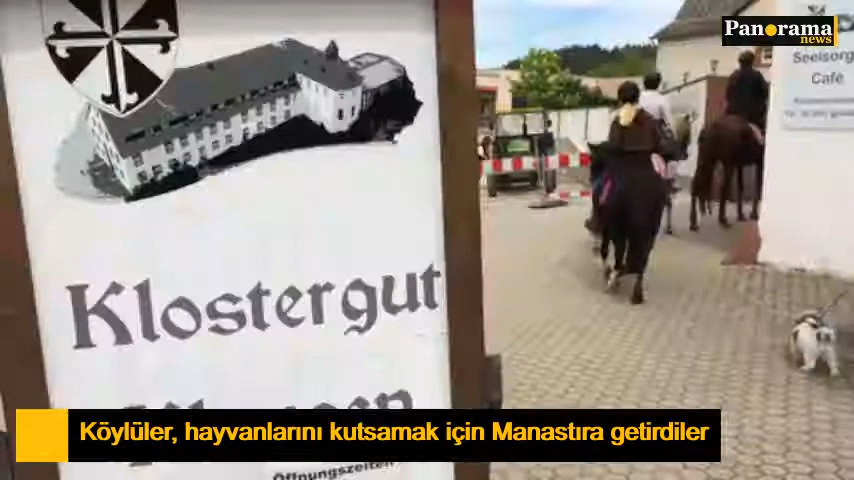 Panorama
news
Seelsorg
Café
Klostergut
Köylüler, hayvanlarını kutsamak için Manastıra getirdiler
Öffnungszeiten